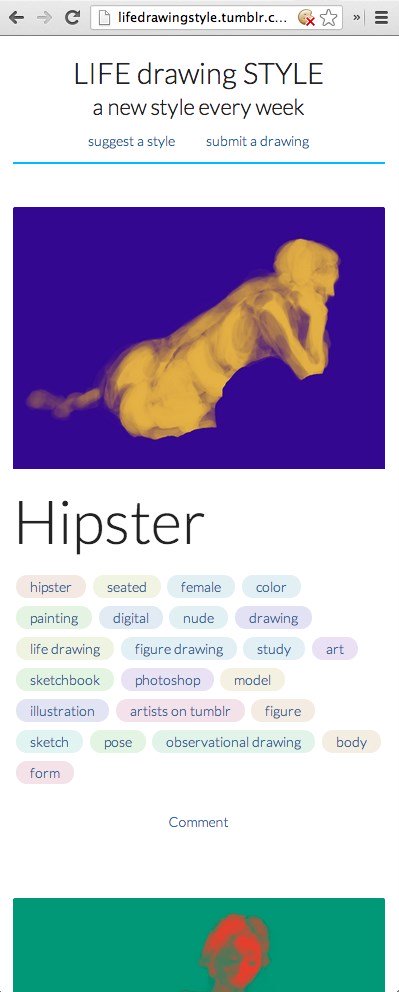 lifedrawingstyle.tumblr.c...
»
LIFE drawing STYLE
a new style every week
suggest a style submit a drawing
Hipster
hipster seated female color
painting digital nude drawing
life drawing figure drawing study art
sketchbook photoshop model
illustration artists on tumblr figure
sketch pose observational drawing body
form
Comment